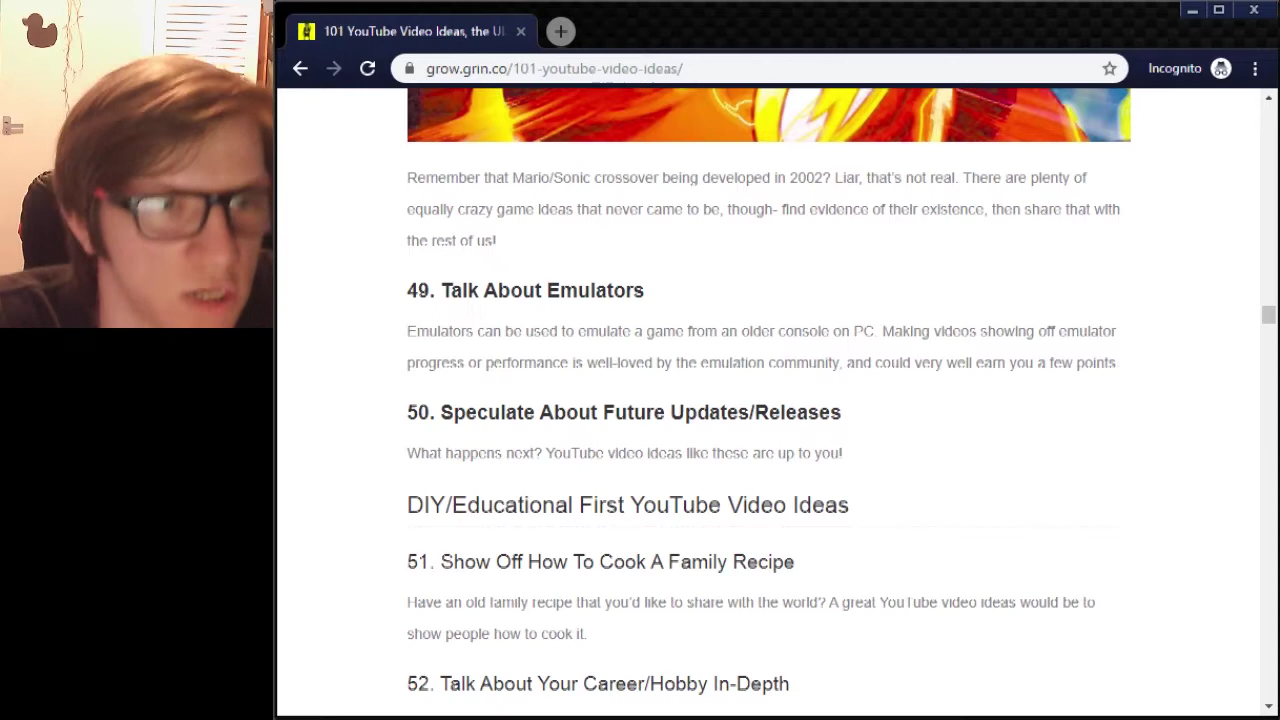 101 YouTube Video Ideas, the Ul
grow.grin.co/101-youtube-video-ideas/
Incognito
Remember that Mario/Sonic crossover being developed in 2002? Liar, that's not real. There are plenty of
equally crazy game ideas that never came to be, though- find evidence of their existence, then share that with
the rest of us!
49. Talk About Emulators
Emulators can be used to emulate a game from an older console on PC. Making videos showing off emulator
progress or performance is well-loved by the emulation community, and could very well earn you a few points
50. Speculate About Future Updates/Releases
What happens next? YouTube video ideas like these are up to you!
DIY/Educational First YouTube Video Ideas
51. Show Off How To Cook A Family Recipe
Have an old family recipe that you'd like to share with the world? A great YouTube video ideas would be to
show people how to cook it.
52. Talk About Your Career/Hobby In-Depth